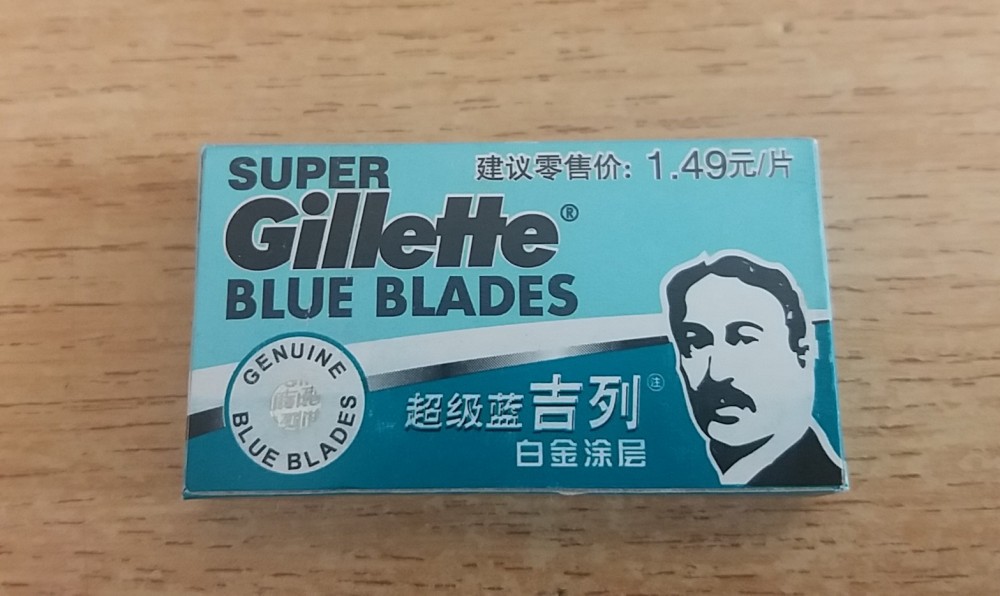 SUPER
建议零售价: 1.49元/片
Gillette®
BLUE BLADES
GENUINE
BLUE BLADES
超级蓝吉列注
白金涂层